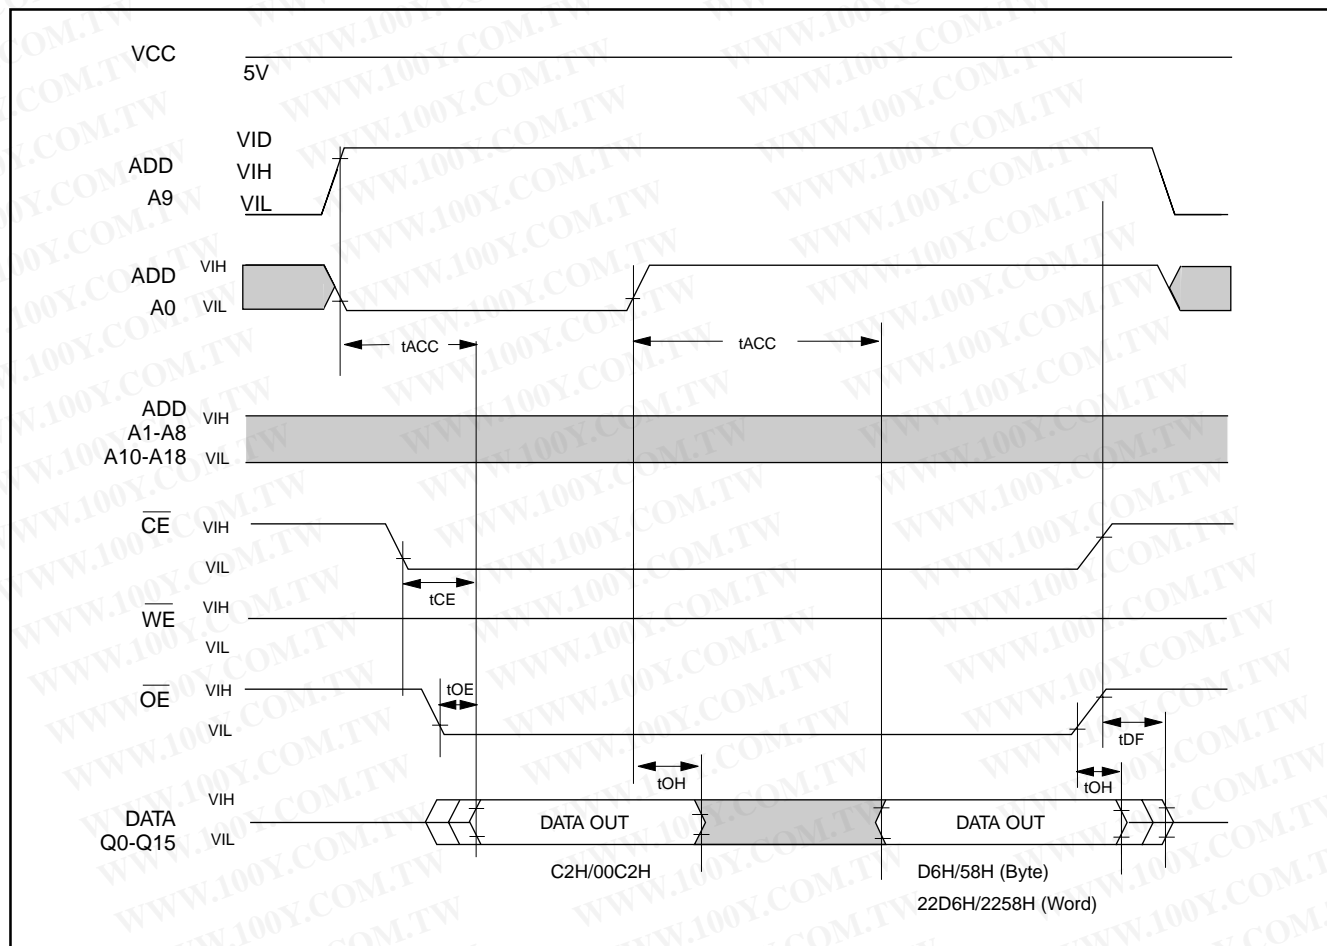 VCC
5V
ADD
A9
VID
VIH
VIL
ADD
A0
VIH
VIL
tACC
tACC
ADD
A1-A8
A10-A18
VIH
VIL
CE
VIH
VIL
tCE
WE
VIH
VIL
OE
VIH
VIL
tOE
tDF
tOH
tOH
DATA
Q0-Q15
VIH
VIL
DATA OUT
DATA OUT
C2H/00C2H
D6H/58H (Byte)
22D6H/2258H (Word)
WWW.100Y.COM.TW